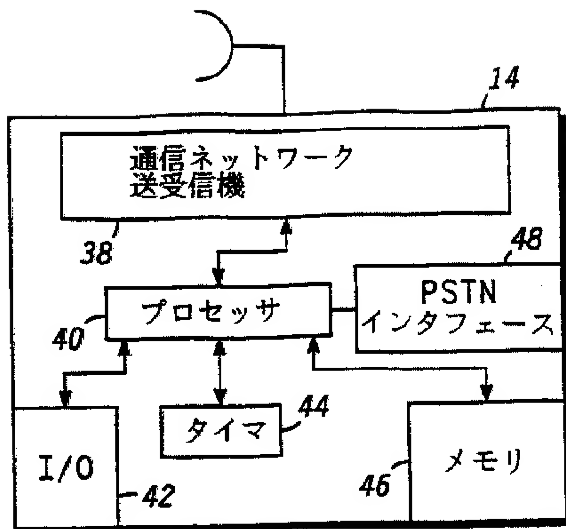 14
通信ネットワーク
送受信機
38
48
PSTN
インタフェース
プロセッサ
40
44
タイマ
I/O
42
46
メモリ